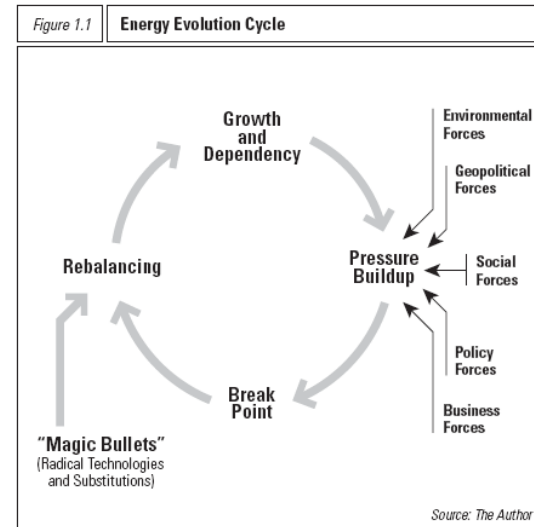 Figure 1.1
Energy Evolution Cycle
Growth
and
Dependency
Environmental
Forces
Geopolitical
Forces
Rebalancing
Pressure
Buildup
Social
Forces
Policy
Forces
Break
Point
Business
Forces
"Magic Bullets"
(Radical Technologies
and Substitutions)
Source: The Author